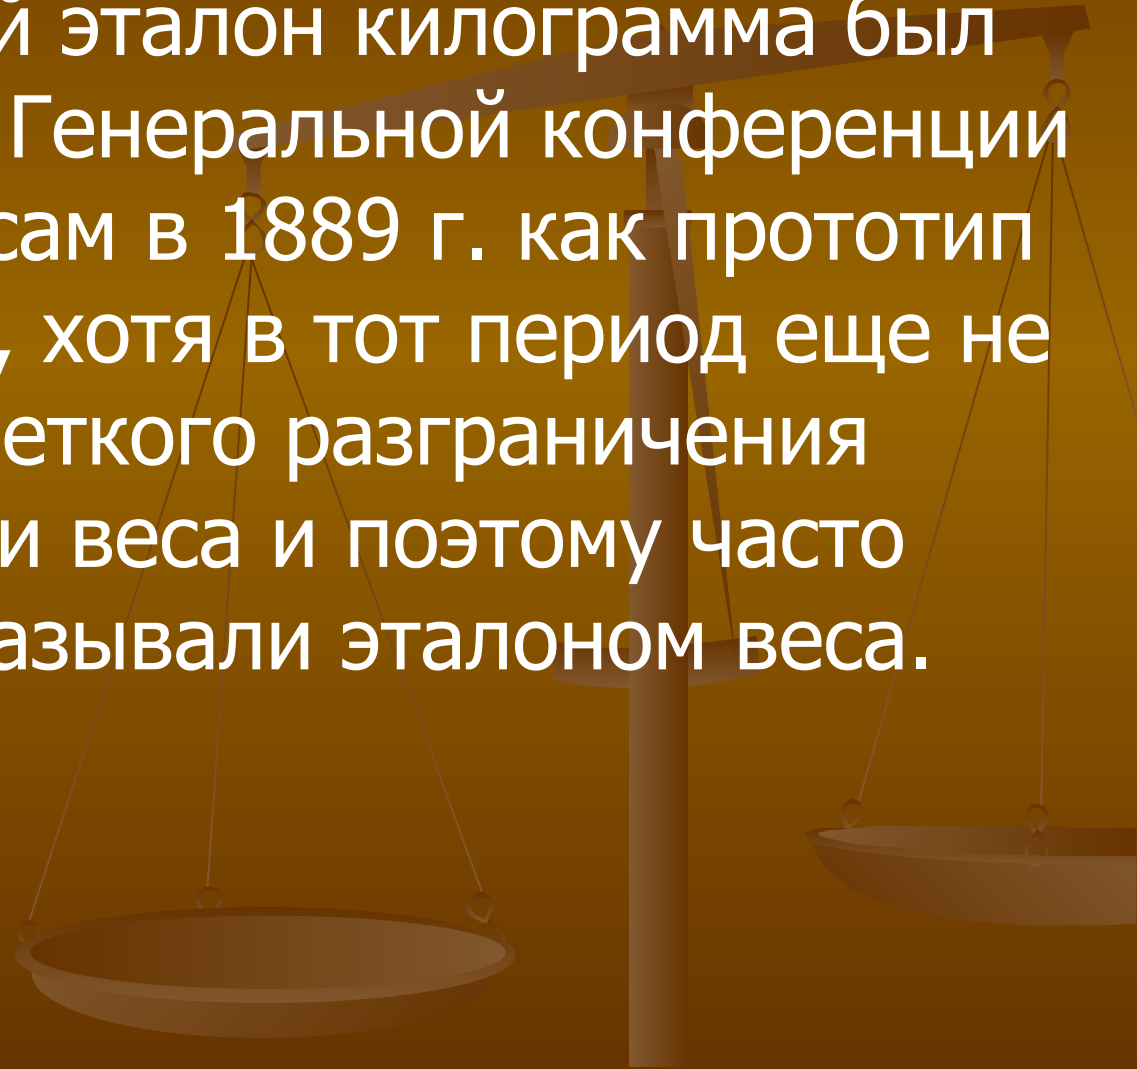 й эталон килограмма был
Генеральной конференции
сам в 1889 г. как прототип
, хотя в тот период еще не
еткого разграничения
и веса и поэтому часто
азывали эталоном веса.